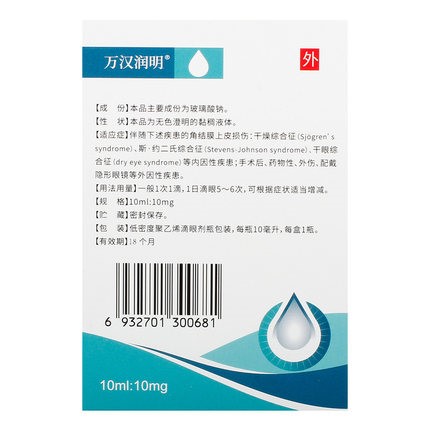 万汉润明®
外
【成　份】本品主要成份为玻璃酸钠。
【性　状】本品为无色澄明的黏稠液体。
【适应症】伴随下述疾患的角结膜上皮损伤:干燥综合征(Sjögren's
syndrome)、斯·约二氏综合征(Stevens-Johnson syndrome)、干眼综
合征(dry eye syndrome)等内因性疾患;手术后、药物性、外伤、配戴
隐形眼镜等外因性疾患。
【用法用量】一般1次1滴,1日滴眼5～6次,可根据症状适当增减。
【规　格】10ml:10mg
【贮　藏】密封保存。
【包　装】低密度聚乙烯滴眼剂瓶包装,每瓶10毫升,每盒1瓶。
【有效期】18个月
6 932701 300681
10ml:10mg